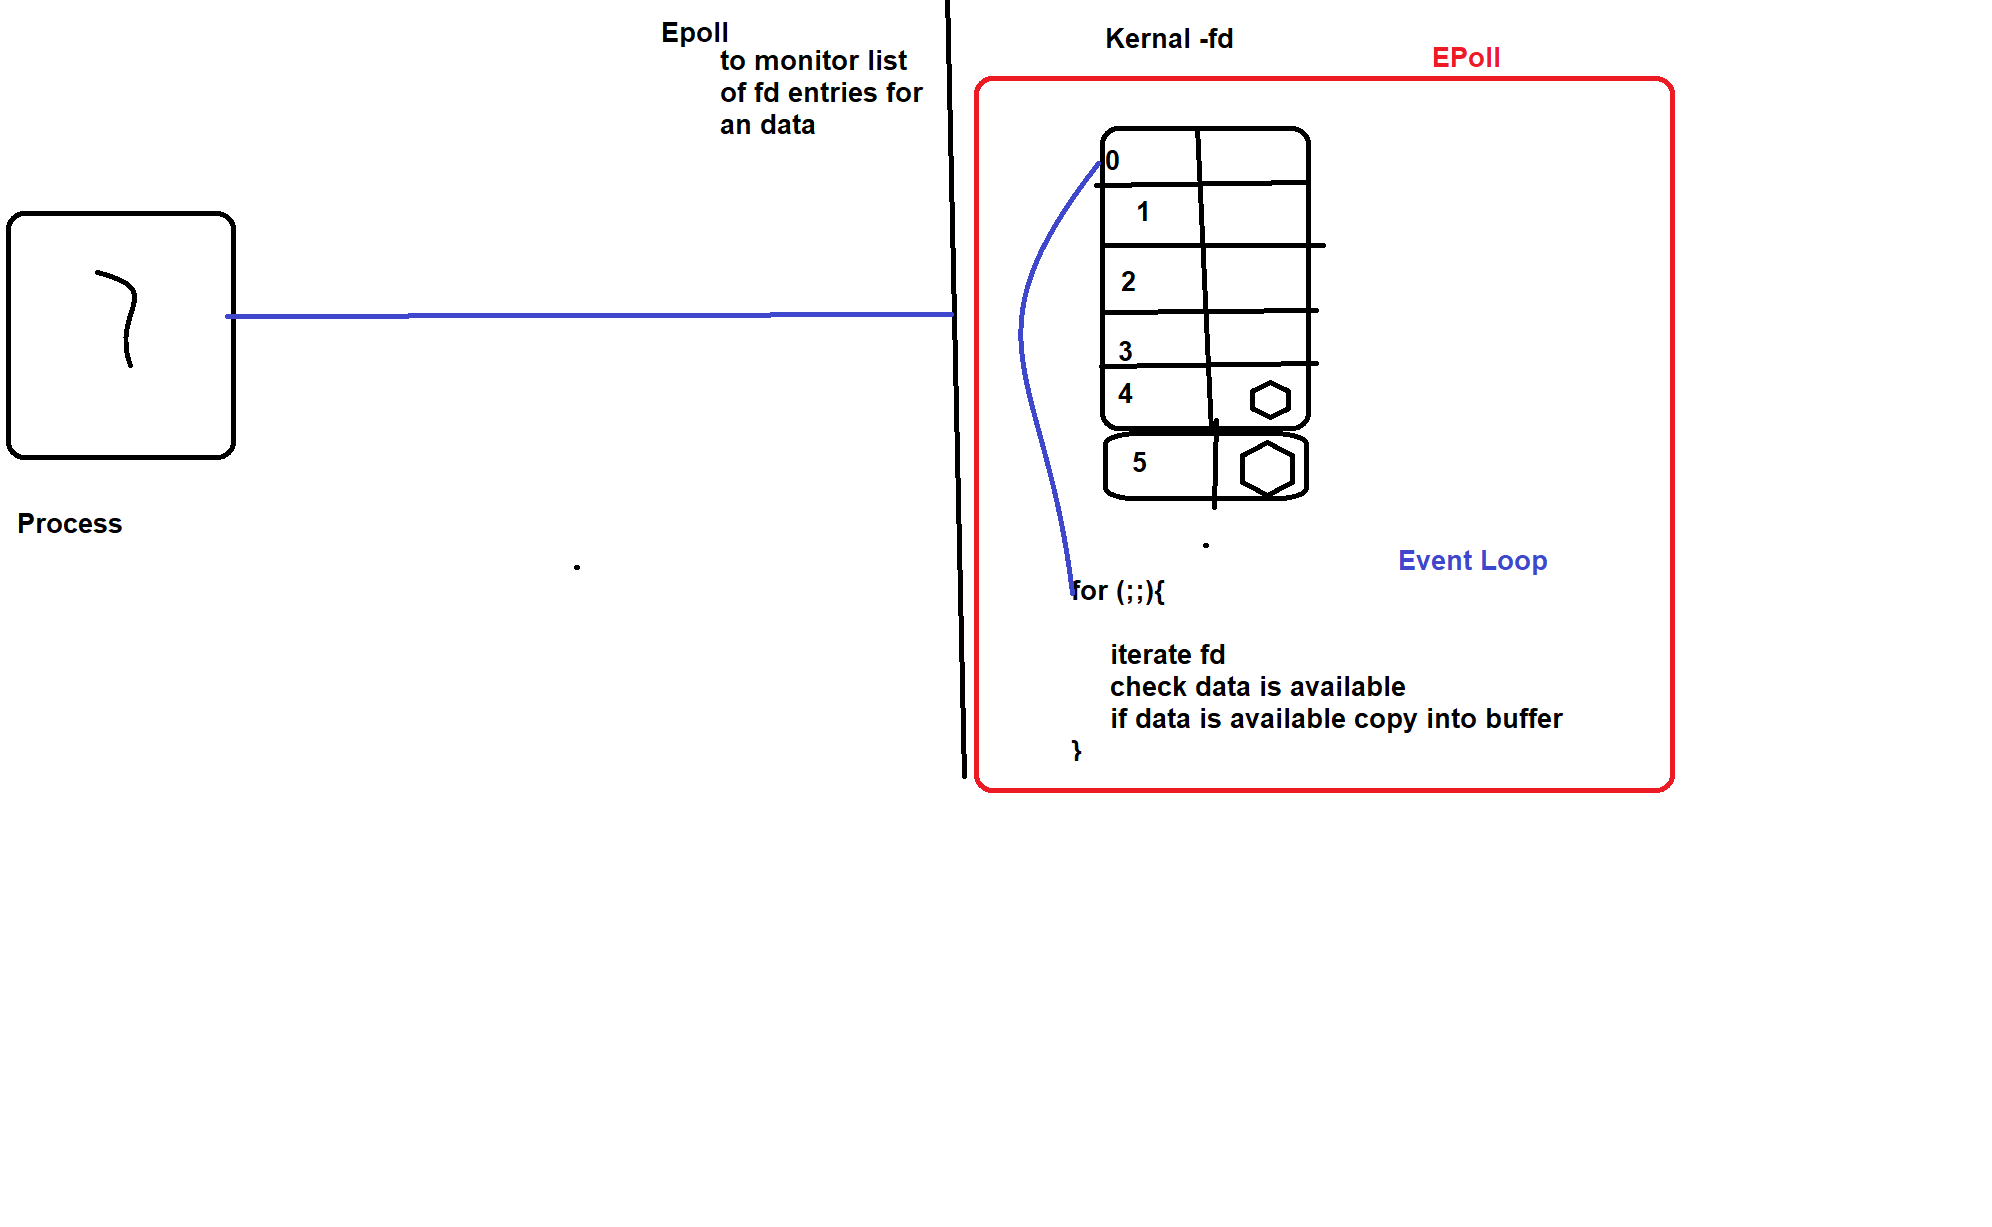 Epoll
to monitor list
of fd entries for
an data
Kernal -fd
EPoll
0
1
2
3
4
5
Process
Event Loop
for (;;){
iterate fd
check data is available
if data is available copy into buffer
}